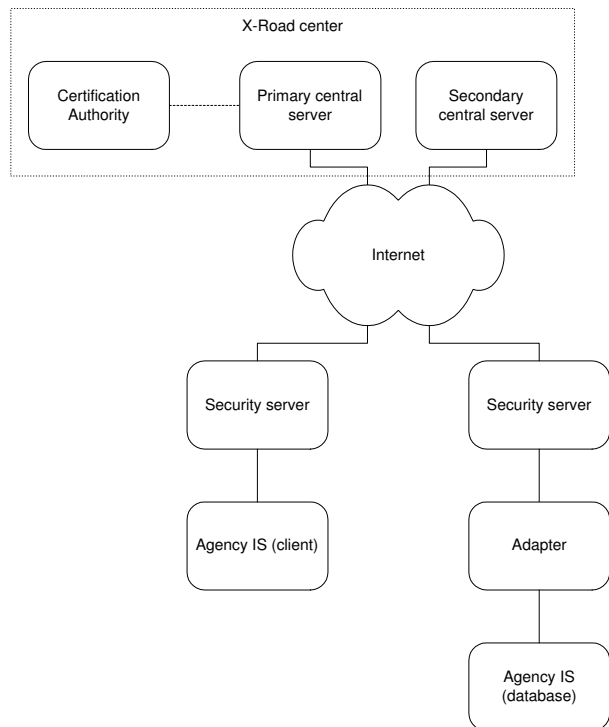 X-Road center
Certification
Authority
Primary central
server
Secondary
central server
Internet
Security server
Security server
Agency IS (client)
Adapter
Agency IS
(database)